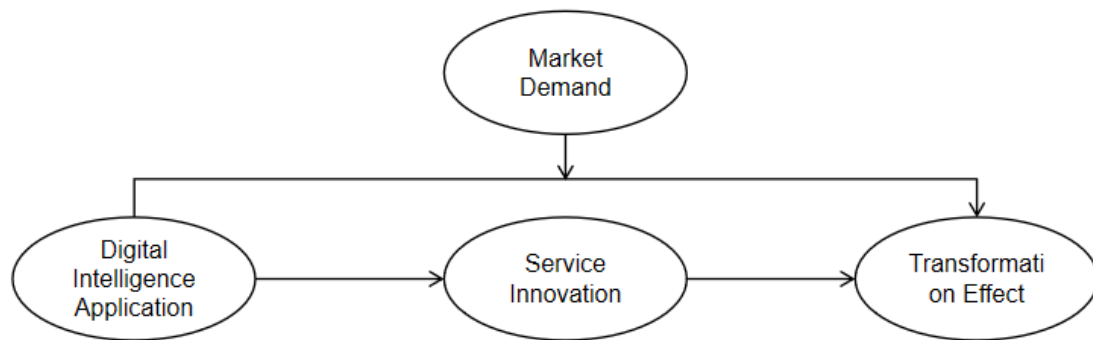 Market
Demand
Digital
Intelligence
Application
Service
Innovation
Transformati
on Effect